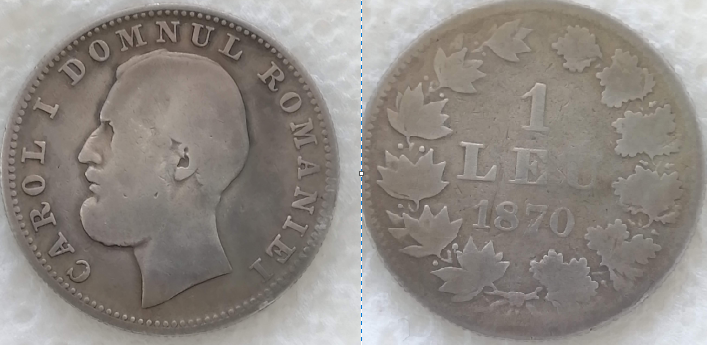 CAROL I DOMNUL ROMANIEI
1
LEU
1870